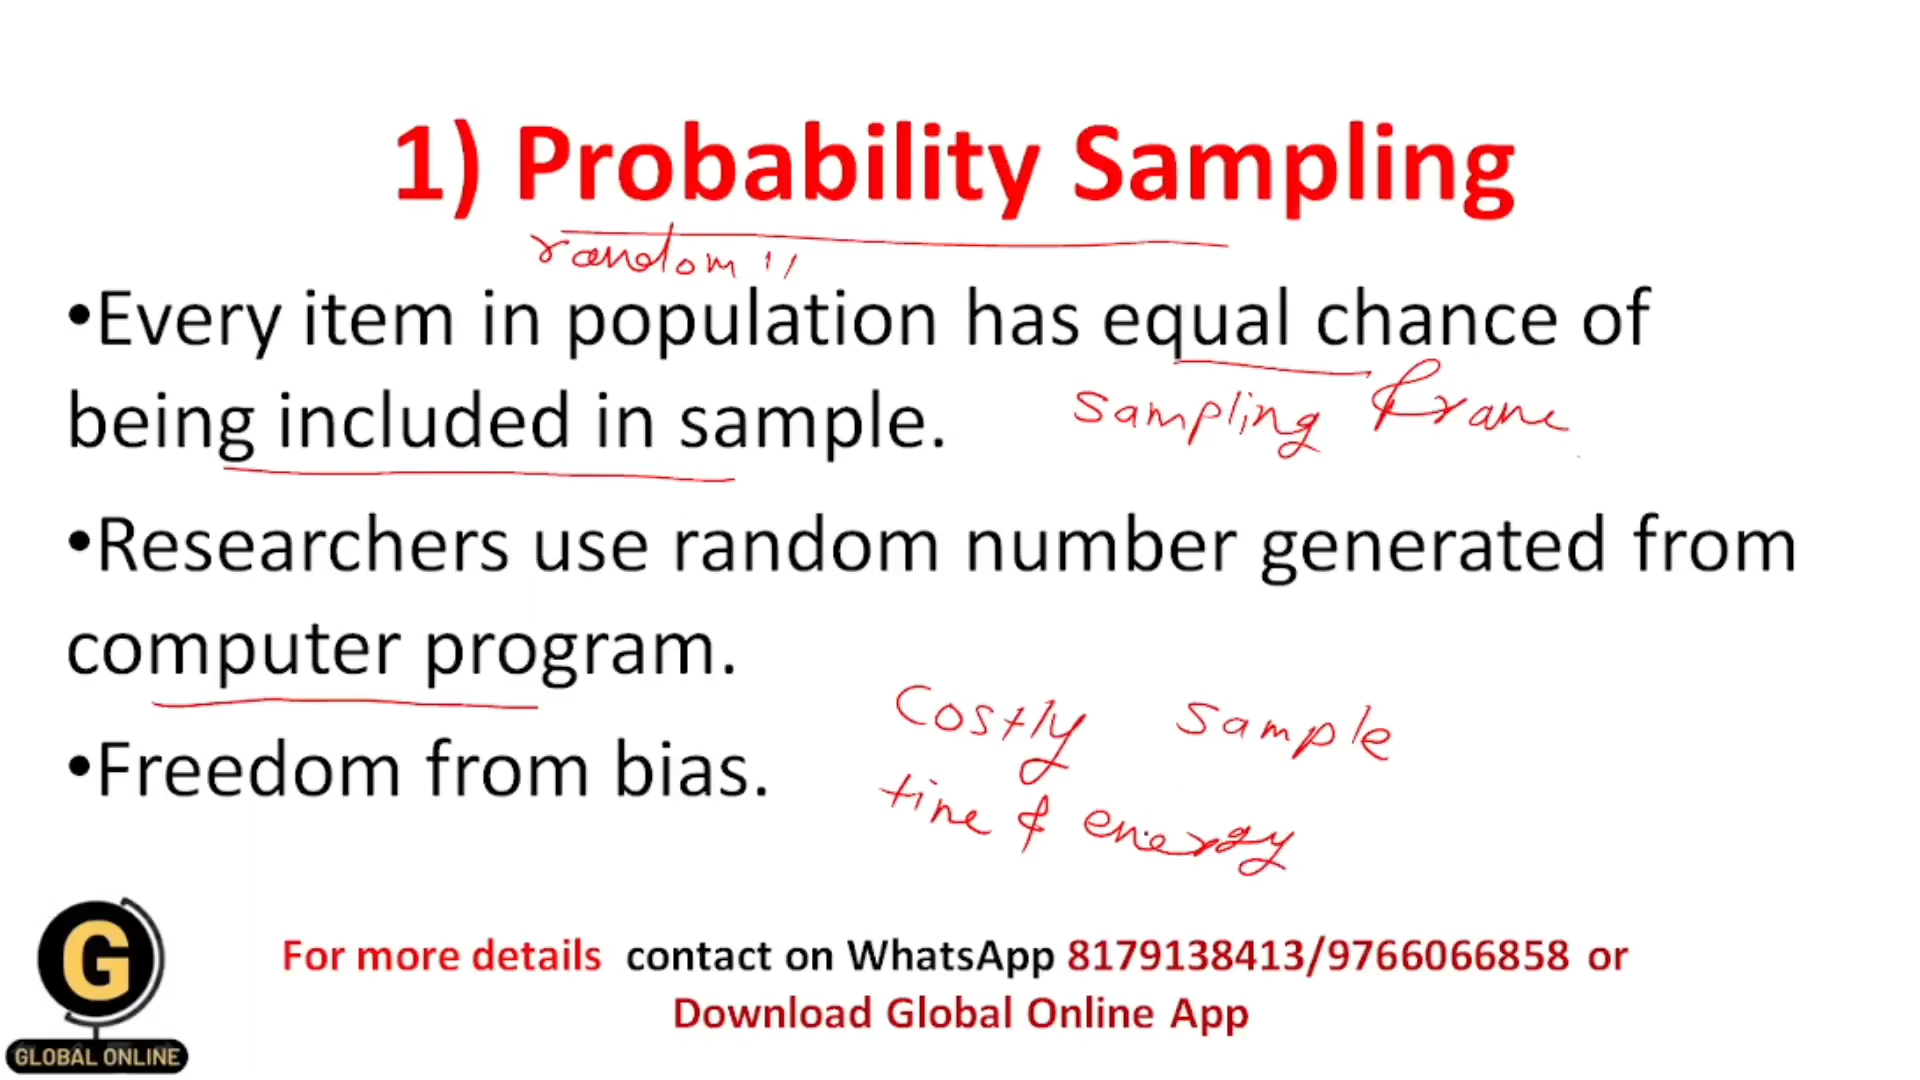 1) Probability Sampling
random "
•Every item in population has equal chance of
being included in sample.
sampling frame
•Researchers use random number generated from
computer program.
Costly sample
•Freedom from bias.
time & energy
For more details contact on WhatsApp 8179138413/9766066858 or
Download Global Online App
G
GLOBAL ONLINE